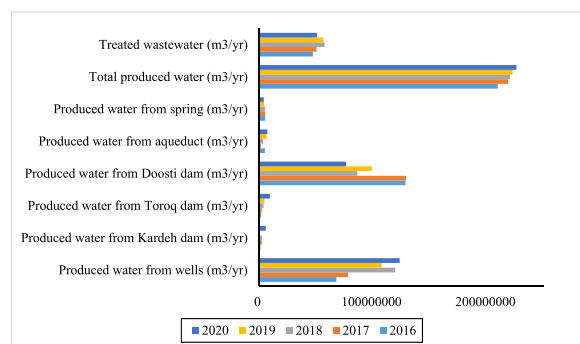 Treated wastewater (m3/yr)
Total produced water (m3/yr)
Produced water from spring (m3/yr)
Produced water from aqueduct (m3/yr)
Produced water from Doosti dam (m3/yr)
Produced water from Toroq dam (m3/yr)
Produced water from Kardeh dam (m3/yr)
Produced water from wells (m3/yr)
0 100000000 200000000
2020 2019 2018 2017 2016